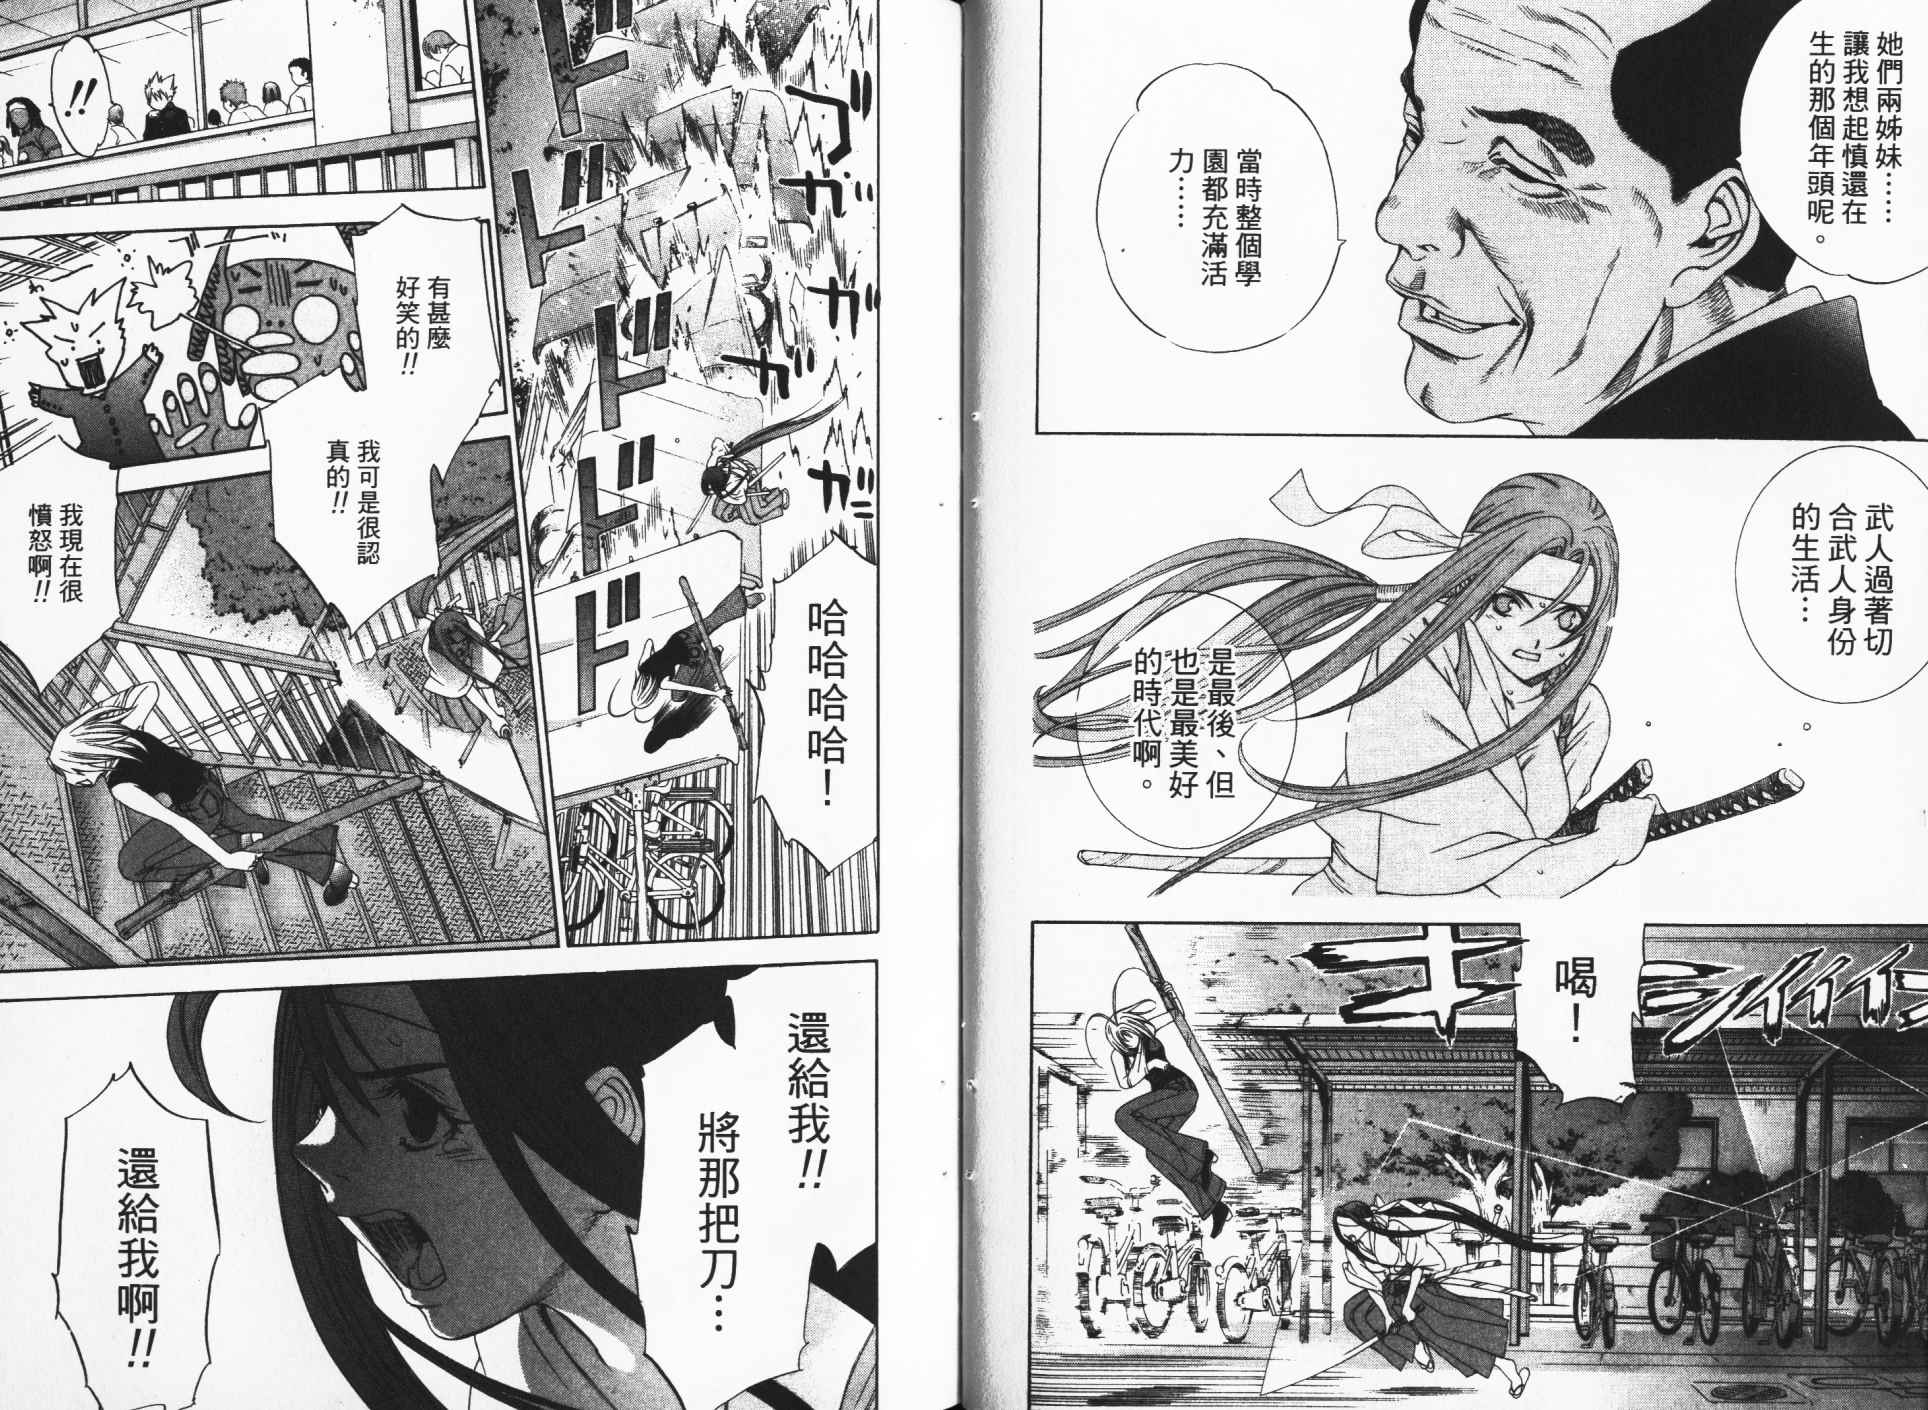 她們兩姊妹……
讓我想起慎還在
生的那個年頭呢。
當時整個學
園都充滿活
力……
武人過著切
合武人身份
的生活…
是最後、但
也是最美好
的時代啊。
喝！
哈哈哈哈！
ドドドドドド
!!
有甚麼
好笑的!!
我可是很認
真的!!
我現在很
憤怒啊!!
還給我!!
將那把刀…
還給我啊!!